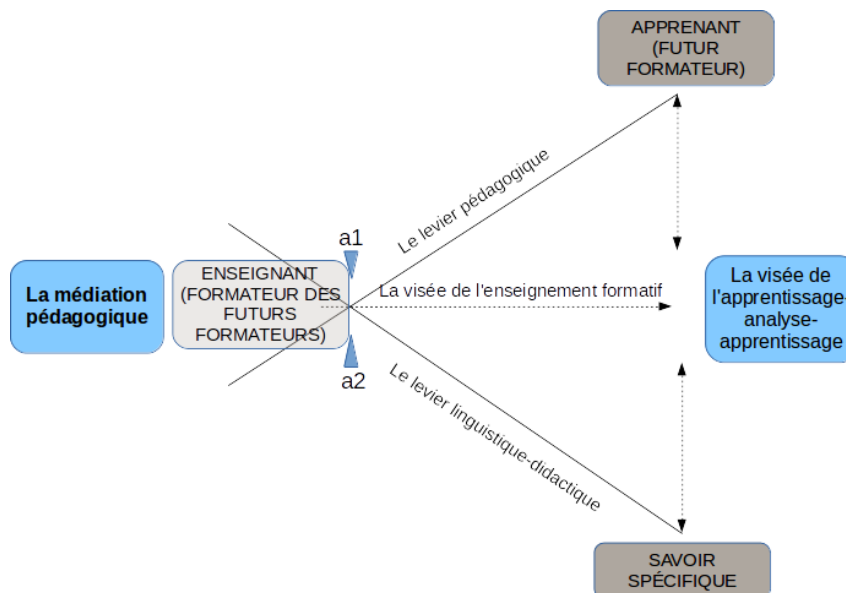 APPRENANT
(FUTUR
FORMATEUR)
Le levier pédagogique
a1
La médiation
pédagogique
ENSEIGNANT
(FORMATEUR DES
FUTURS
FORMATEURS)
La visée de l'enseignement formatif
La visée de
l'apprentissage-
analyse-
apprentissage
a2
Le levier linguistique-didactique
SAVOIR
SPÉCIFIQUE